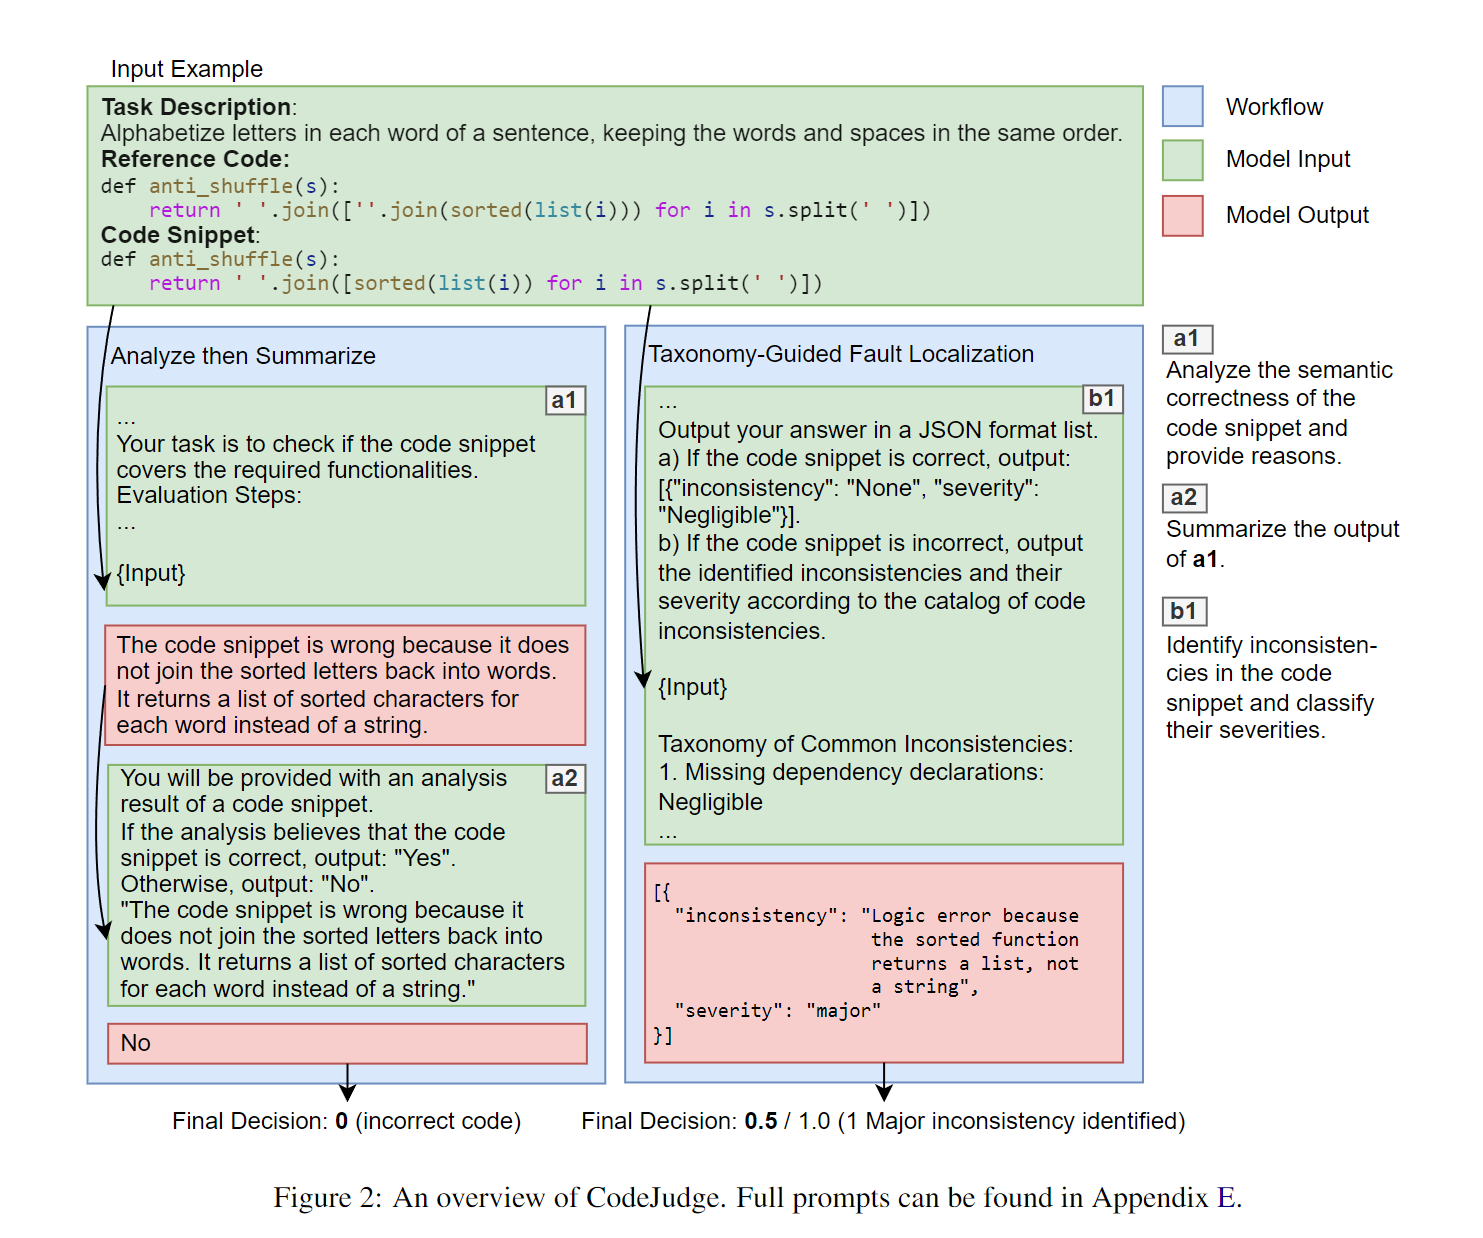 Input Example
Task Description:
Alphabetize letters in each word of a sentence, keeping the words and spaces in the same order.
Reference Code:
def anti_shuffle(s):
    return ' '.join([''.join(sorted(list(i))) for i in s.split(' ')])
Code Snippet:
def anti_shuffle(s):
    return ' '.join([sorted(list(i)) for i in s.split(' ')])
Workflow
Model Input
Model Output
Analyze then Summarize
a1
...
Your task is to check if the code snippet
covers the required functionalities.
Evaluation Steps:
...
{Input}
The code snippet is wrong because it does
not join the sorted letters back into words.
It returns a list of sorted characters for
each word instead of a string.
a2
You will be provided with an analysis
result of a code snippet.
If the analysis believes that the code
snippet is correct, output: "Yes".
Otherwise, output: "No".
"The code snippet is wrong because it
does not join the sorted letters back into
words. It returns a list of sorted characters
for each word instead of a string."
No
Final Decision: 0 (incorrect code)
Taxonomy-Guided Fault Localization
b1
...
Output your answer in a JSON format list.
a) If the code snippet is correct, output:
[{"inconsistency": "None", "severity":
"Negligible"}].
b) If the code snippet is incorrect, output
the identified inconsistencies and their
severity according to the catalog of code
inconsistencies.
{Input}
Taxonomy of Common Inconsistencies:
1. Missing dependency declarations:
Negligible
...
[{
  "inconsistency": "Logic error because
                    the sorted function
                    returns a list, not
                    a string",
  "severity": "major"
}]
Final Decision: 0.5 / 1.0 (1 Major inconsistency identified)
a1
Analyze the semantic
correctness of the
code snippet and
provide reasons.
a2
Summarize the output
of a1.
b1
Identify inconsisten-
cies in the code
snippet and classify
their severities.
Figure 2: An overview of CodeJudge. Full prompts can be found in Appendix E.